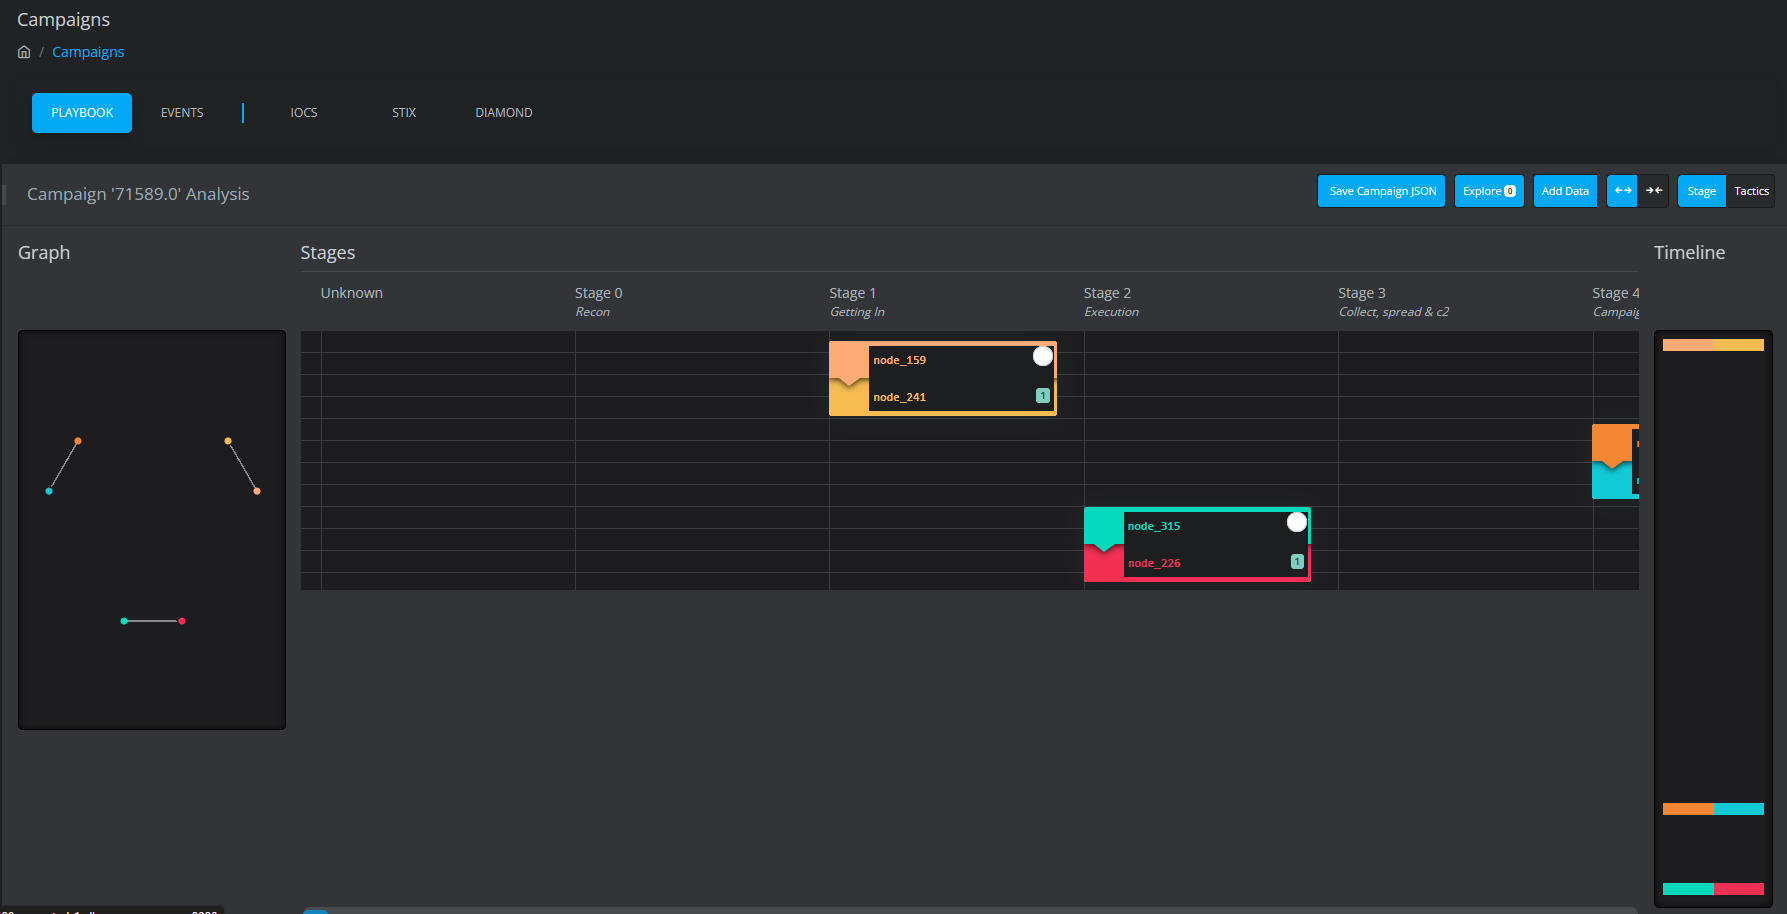 Campaigns
/ Campaigns
PLAYBOOK EVENTS IOCS STIX DIAMOND
Campaign '71589.0' Analysis
Save Campaign JSON Explore 0 Add Data Stage Tactics
Graph Stages Timeline
Unknown Stage 0 Stage 1 Stage 2 Stage 3 Stage 4
Recon Getting In Execution Collect, spread & c2
node_159
node_241 1
node_315
node_226 1